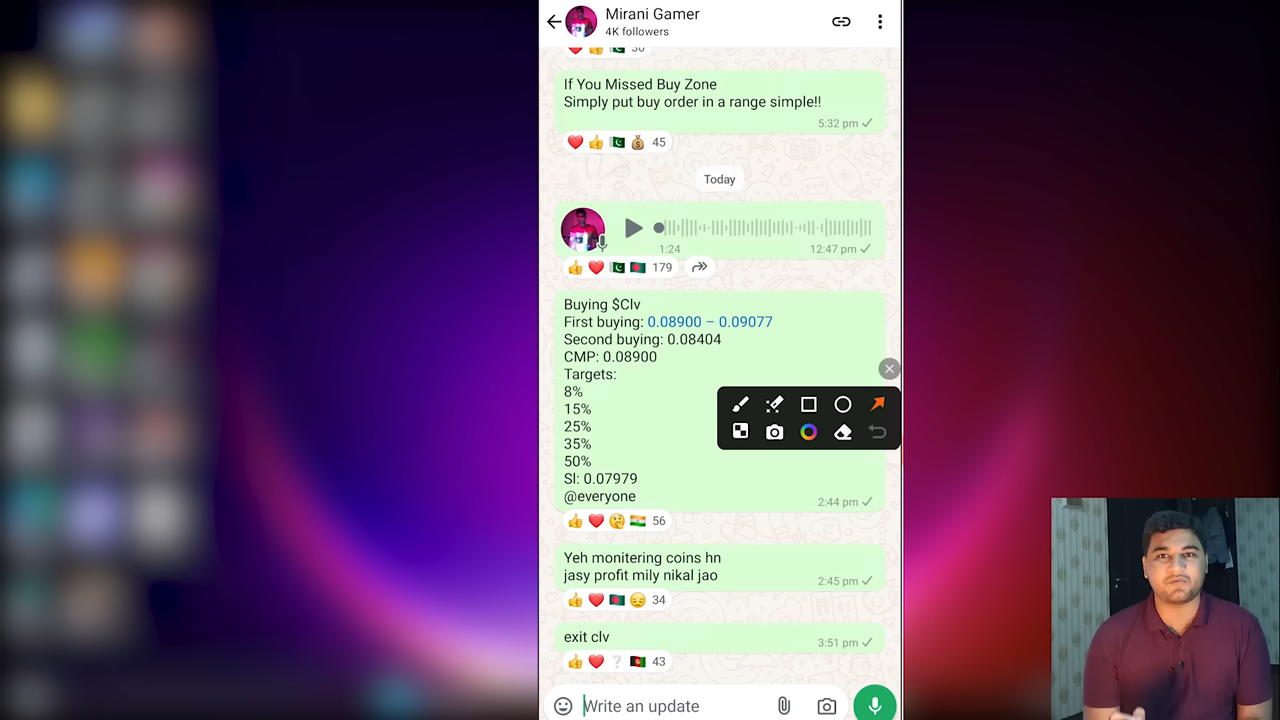 Mirani Gamer
4K followers
30
If You Missed Buy Zone
Simply put buy order in a range simple!!
5:32 pm
45
Today
1:24
12:47 pm
179
Buying $Clv
First buying: 0.08900 – 0.09077
Second buying: 0.08404
CMP: 0.08900
Targets:
8%
15%
25%
35%
50%
Sl: 0.07979
@everyone
2:44 pm
56
Yeh monitering coins hn
jasy profit mily nikal jao
2:45 pm
34
exit clv
3:51 pm
43
Write an update